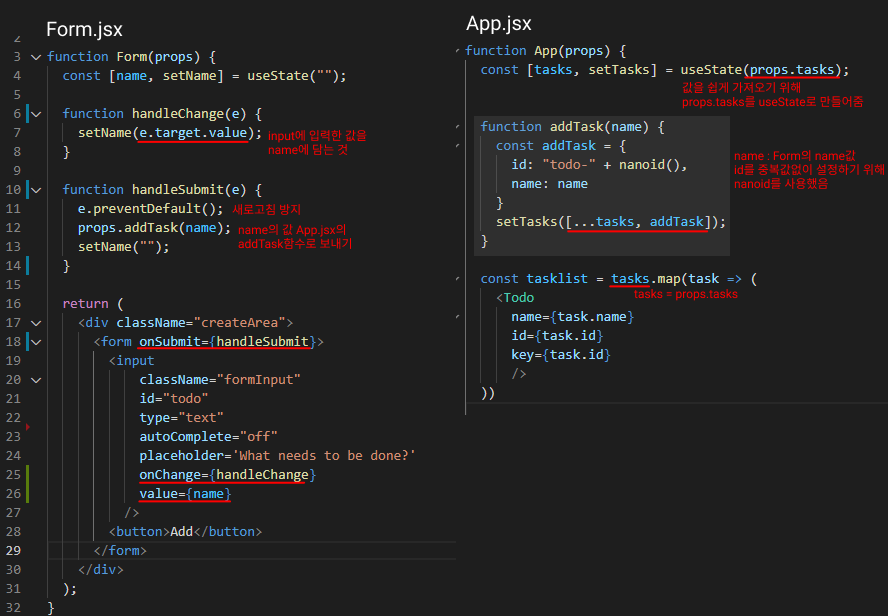 Form.jsx
2
3 function Form(props) {
4 const [name, setName] = useState("");
5
6 function handleChange(e) {
7 setName(e.target.value); input에 입력한 값을
name에 담는 것
8 }
9
10 function handleSubmit(e) {
11 e.preventDefault(); 새로고침 방지
12 props.addTask(name); name의 값 App.jsx의
addTask함수로 보내기
13 setName("");
14 }
15
16 return (
17 <div className="createArea">
18 <form onSubmit={handleSubmit}>
19 <input
20 className="formInput"
21 id="todo"
22 type="text"
23 autoComplete="off"
24 placeholder='What needs to be done?'
25 onChange={handleChange}
26 value={name}
27 />
28 <button>Add</button>
29 </form>
30 </div>
31 );
32 }
App.jsx
function App(props) {
const [tasks, setTasks] = useState(props.tasks);
값을 쉽게 가져오기 위해
props.tasks를 useState로 만들어줌
function addTask(name) {
const addTask = {
id: "todo-" + nanoid(),
name: name
}
setTasks([...tasks, addTask]);
}
name : Form의 name값
id를 중복값없이 설정하기 위해
nanoid를 사용했음
const tasklist = tasks.map(task => (
tasks = props.tasks
<Todo
name={task.name}
id={task.id}
key={task.id}
/>
))